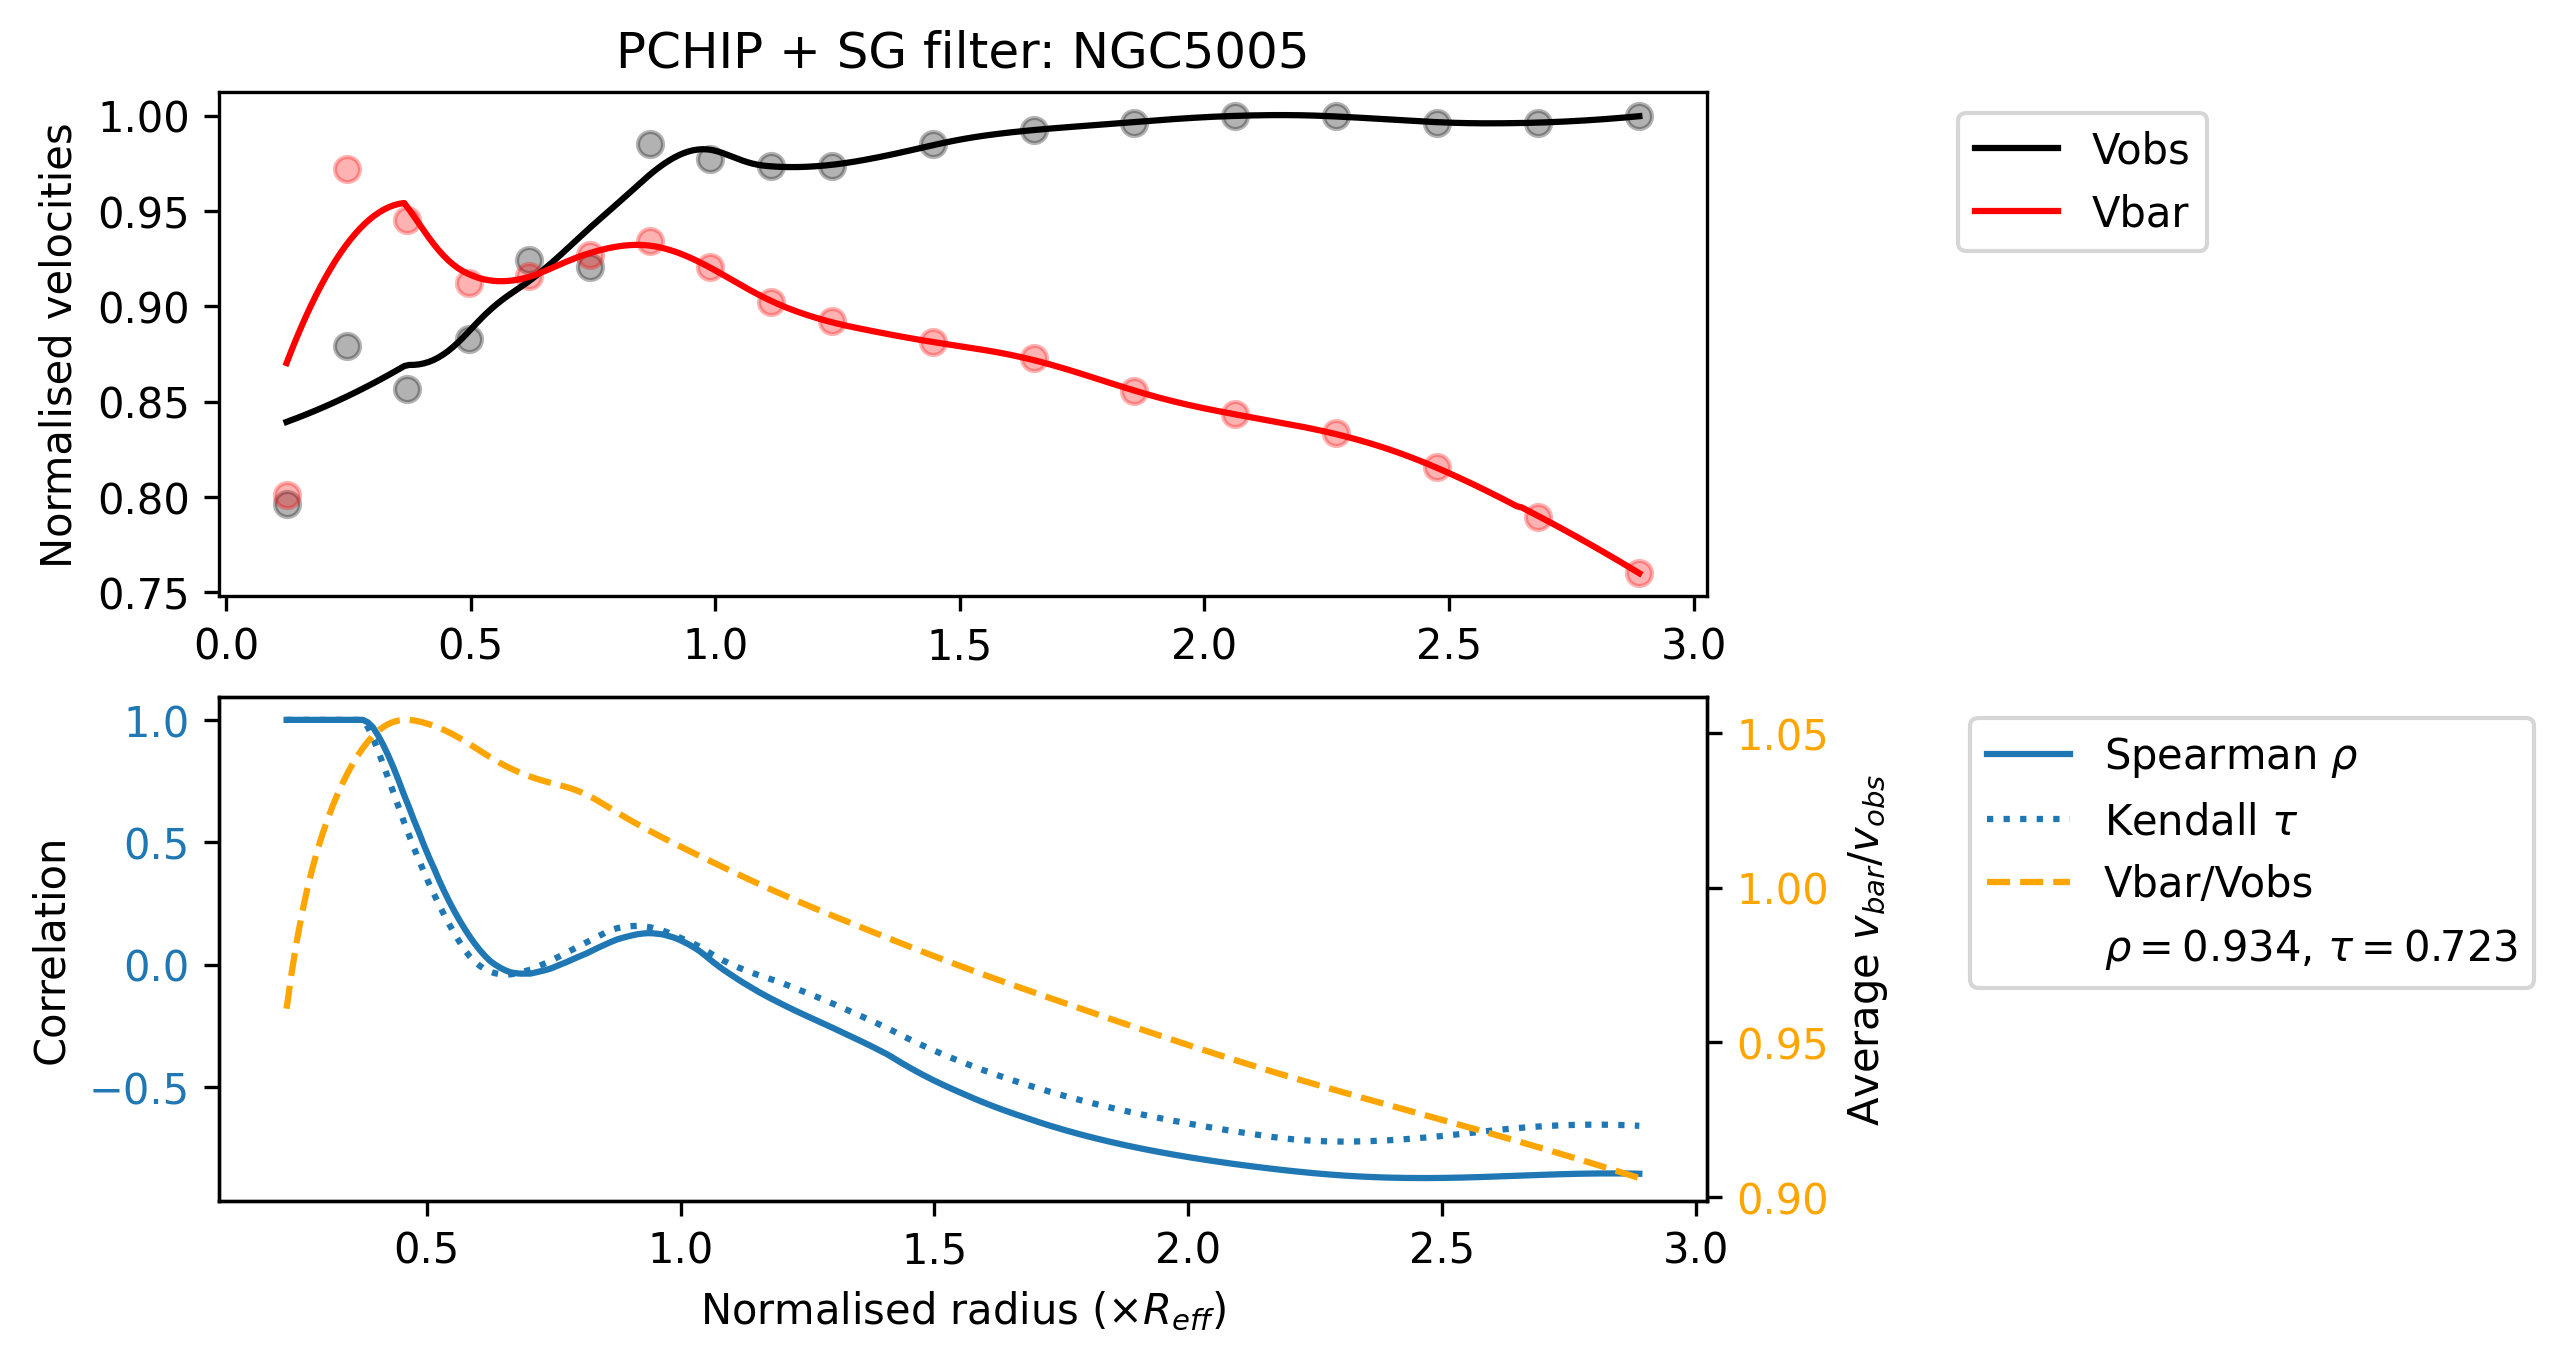 PCHIP + SG filter: NGC5005
Normalised velocities
1.00
0.95
0.90
0.85
0.80
0.75
0.0 0.5 1.0 1.5 2.0 2.5 3.0
Vobs
Vbar
Correlation
1.0
0.5
0.0
−0.5
1.05
1.00
0.95
0.90
Average v_bar/v_obs
0.5 1.0 1.5 2.0 2.5 3.0
Normalised radius (×R_eff)
Spearman ρ
Kendall τ
Vbar/Vobs
ρ = 0.934, τ = 0.723